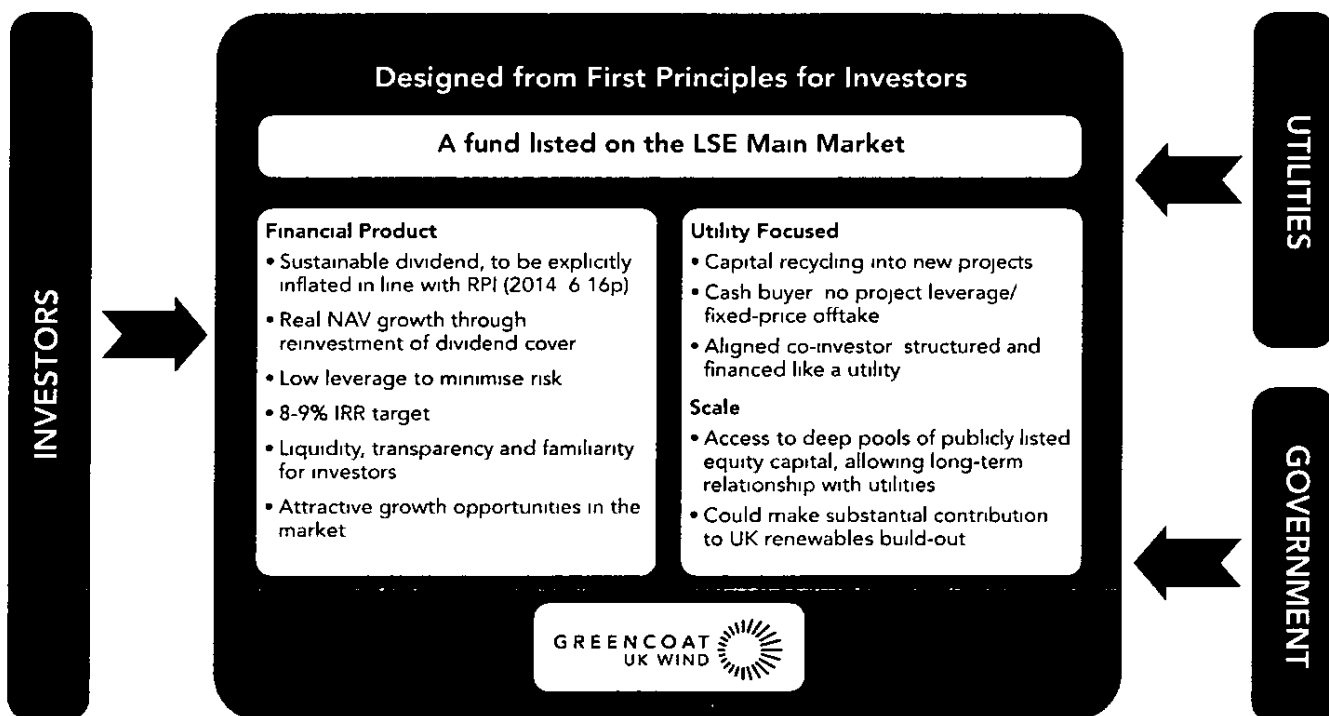 INVESTORS
Designed from First Principles for Investors
A fund listed on the LSE Main Market
Financial Product
• Sustainable dividend, to be explicitly
inflated in line with RPI (2014 6 16p)
• Real NAV growth through
reinvestment of dividend cover
• Low leverage to minimise risk
• 8-9% IRR target
• Liquidity, transparency and familiarity
for investors
• Attractive growth opportunities in the
market
Utility Focused
• Capital recycling into new projects
• Cash buyer no project leverage/
fixed-price offtake
• Aligned co-investor structured and
financed like a utility
Scale
• Access to deep pools of publicly listed
equity capital, allowing long-term
relationship with utilities
• Could make substantial contribution
to UK renewables build-out
GREENCOAT
UK WIND
UTILITIES
GOVERNMENT